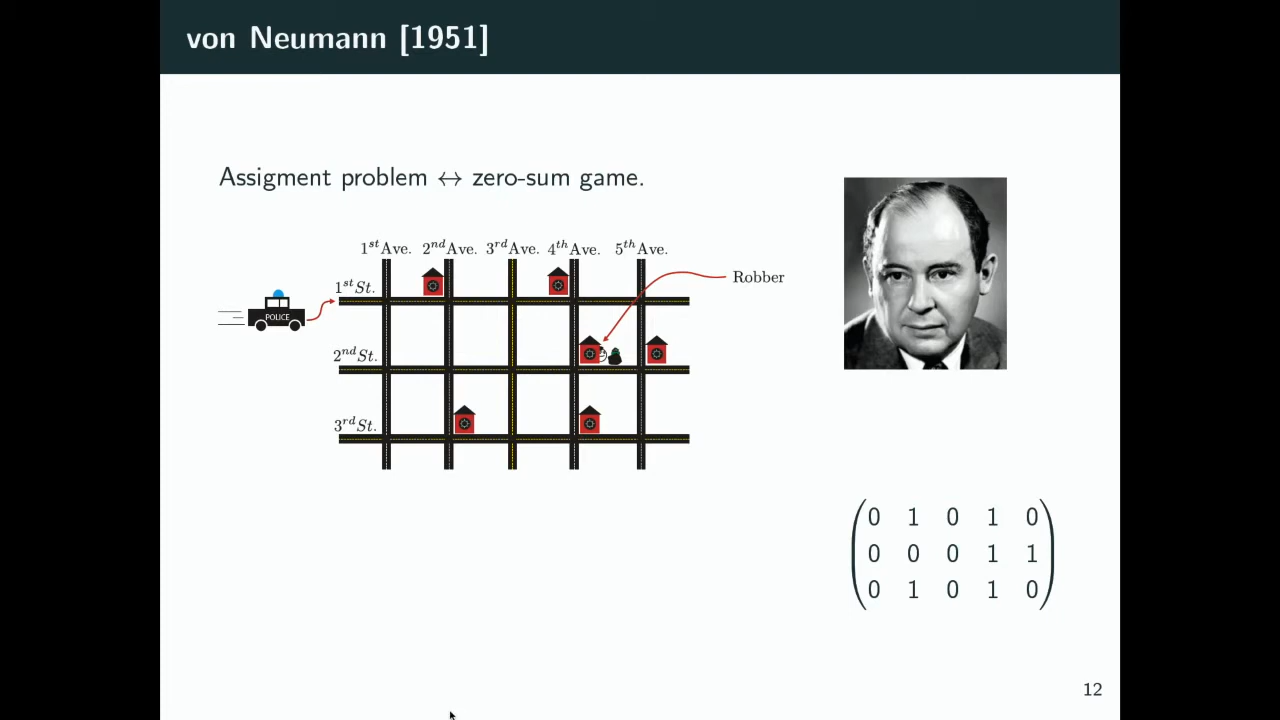 von Neumann [1951]
Assigment problem ↔ zero-sum game.
1st Ave. 2nd Ave. 3rd Ave. 4th Ave. 5th Ave.
Robber
1st St.
POLICE
2nd St.
3rd St.
0 1 0 1 0
0 0 0 1 1
0 1 0 1 0
12